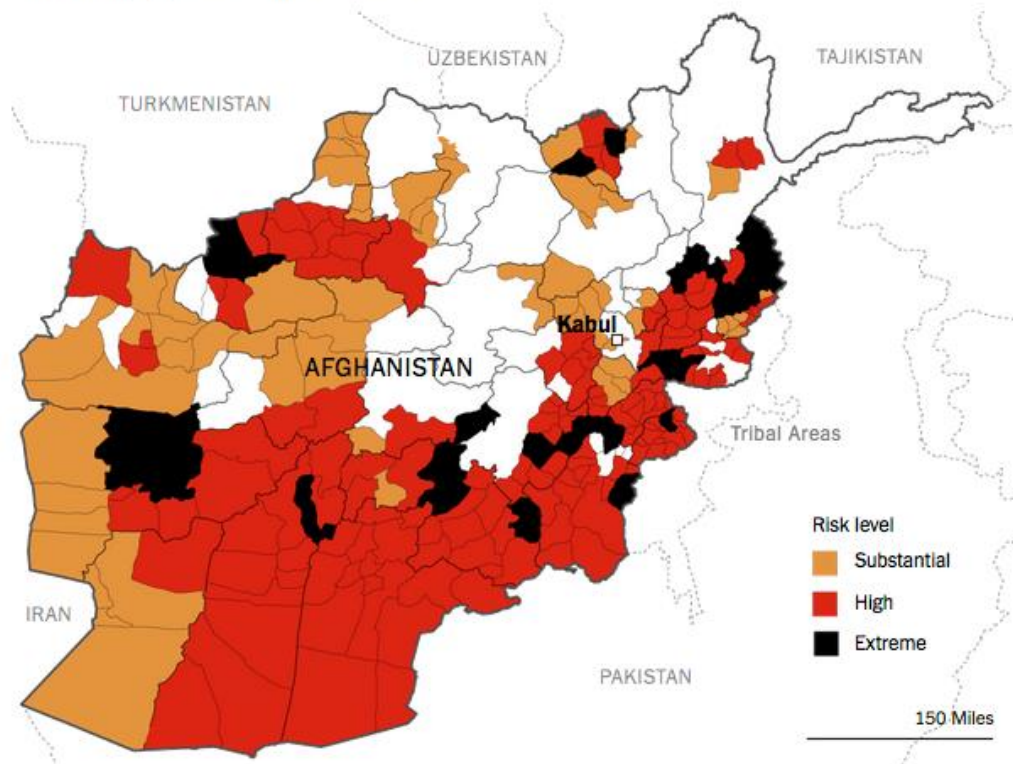 UZBEKISTAN
TAJIKISTAN
TURKMENISTAN
Kabul
AFGHANISTAN
Tribal Areas
Risk level
Substantial
High
Extreme
IRAN
PAKISTAN
150 Miles